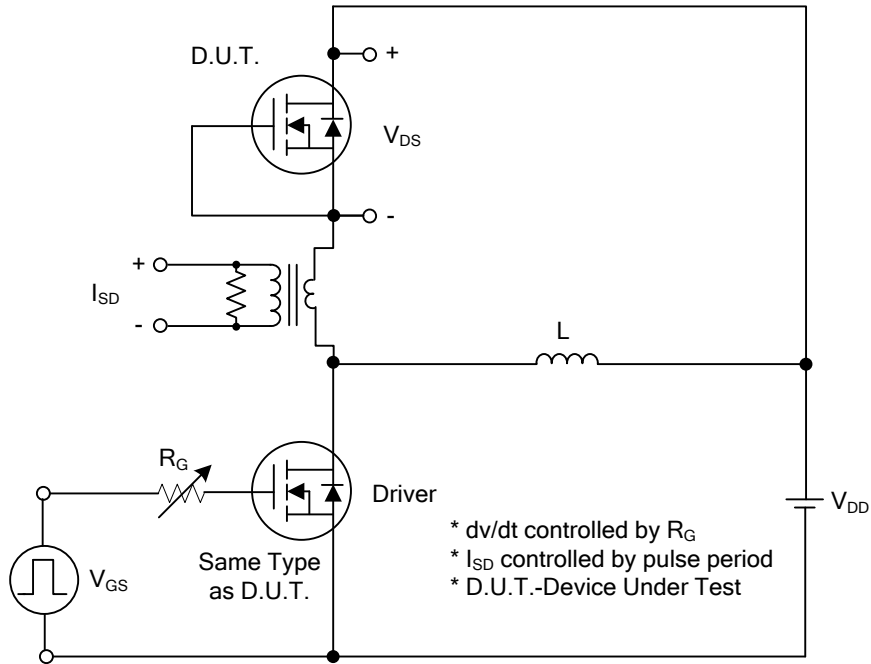 D.U.T.
+
VDS
-
+
ISD
-
L
RG
Driver
VDD
Same Type
as D.U.T.
VGS
* dv/dt controlled by RG
* ISD controlled by pulse period
* D.U.T.-Device Under Test